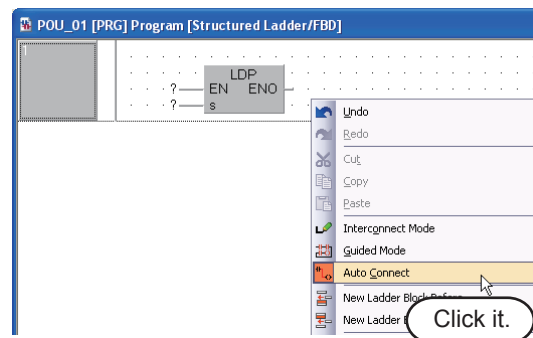 POU_01 [PRG] Program [Structured Ladder/FBD]
1
LDP
? EN ENO
? s
Undo
Redo
Cut
Copy
Paste
Interconnect Mode
Guided Mode
Auto Connect
New Ladder Block Before
New Ladder
Click it.